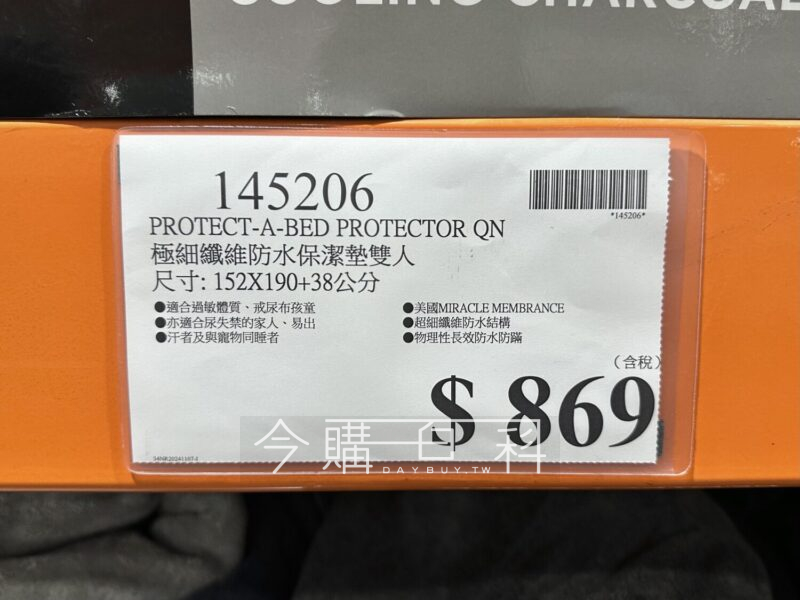 COOLING CHARCOAL
145206
*145206*
PROTECT-A-BED PROTECTOR QN
極細纖維防水保潔墊雙人
尺寸: 152X190+38公分
●適合過敏體質、戒尿布孩童
●亦適合尿失禁的家人、易出
●汗者及與寵物同睡者
●美國MIRACLE MEMBRANCE
●超細纖維防水結構
●物理性長效防水防蹣
(含稅)
$ 869
今購百科
DAYBUY.TW